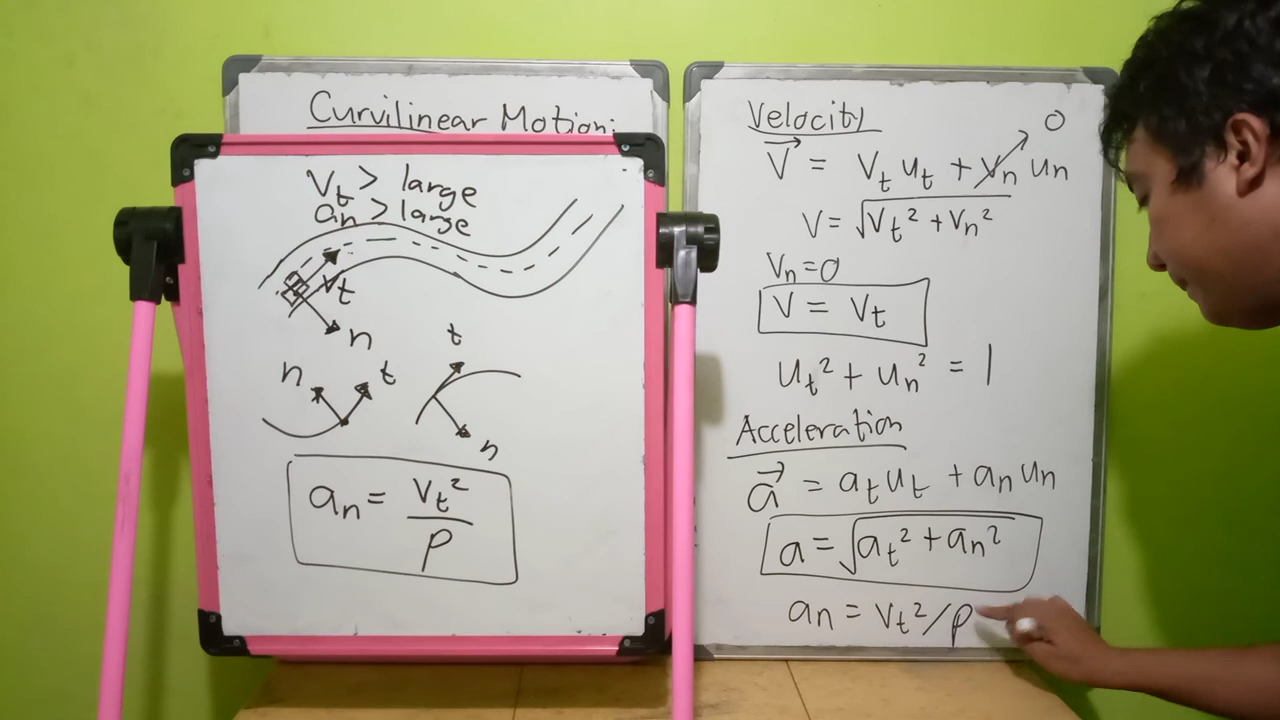 Curvilinear Motion:
Vt > large
an > large
Vt
n
t
n
t
n
an = Vt²/ρ
Velocity
0
V⃗ = Vt ut + Vn un
V = √Vt² + Vn²
Vn = 0
V = Vt
ut² + un² = 1
Acceleration
a⃗ = at ut + an un
a = √at² + an²
an = Vt²/ρ